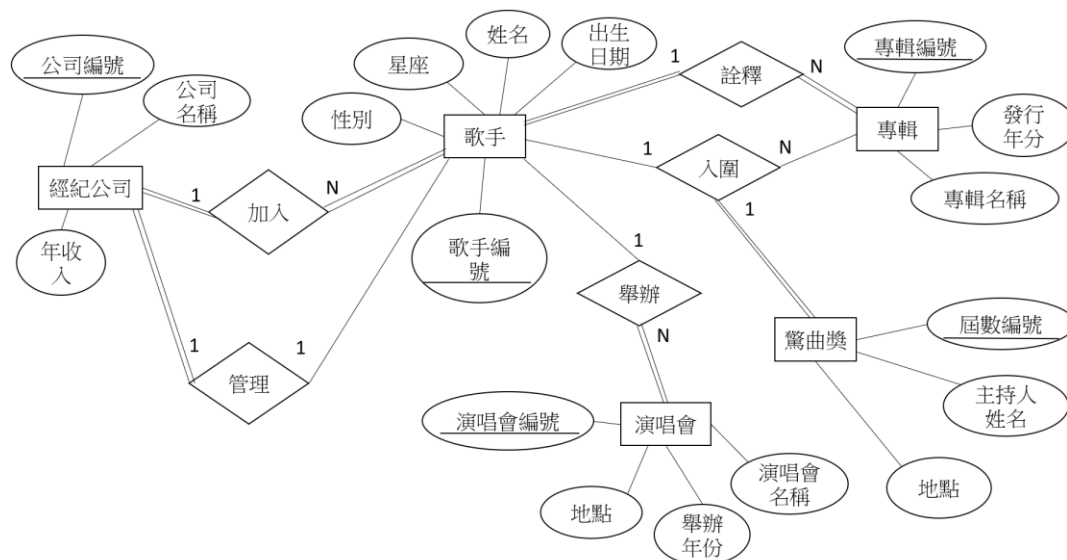 姓名
出生
日期
專輯編號
公司編號
星座
1
詮釋
N
公司
名稱
性別
歌手
專輯
發行
年分
經紀公司
1
加入
N
1
入圍
N
專輯名稱
1
年收
入
歌手編
號
1
舉辦
N
屆數編號
驚曲獎
1
管理
1
主持人
姓名
演唱會編號
演唱會
演唱會
名稱
地點
地點
舉辦
年份